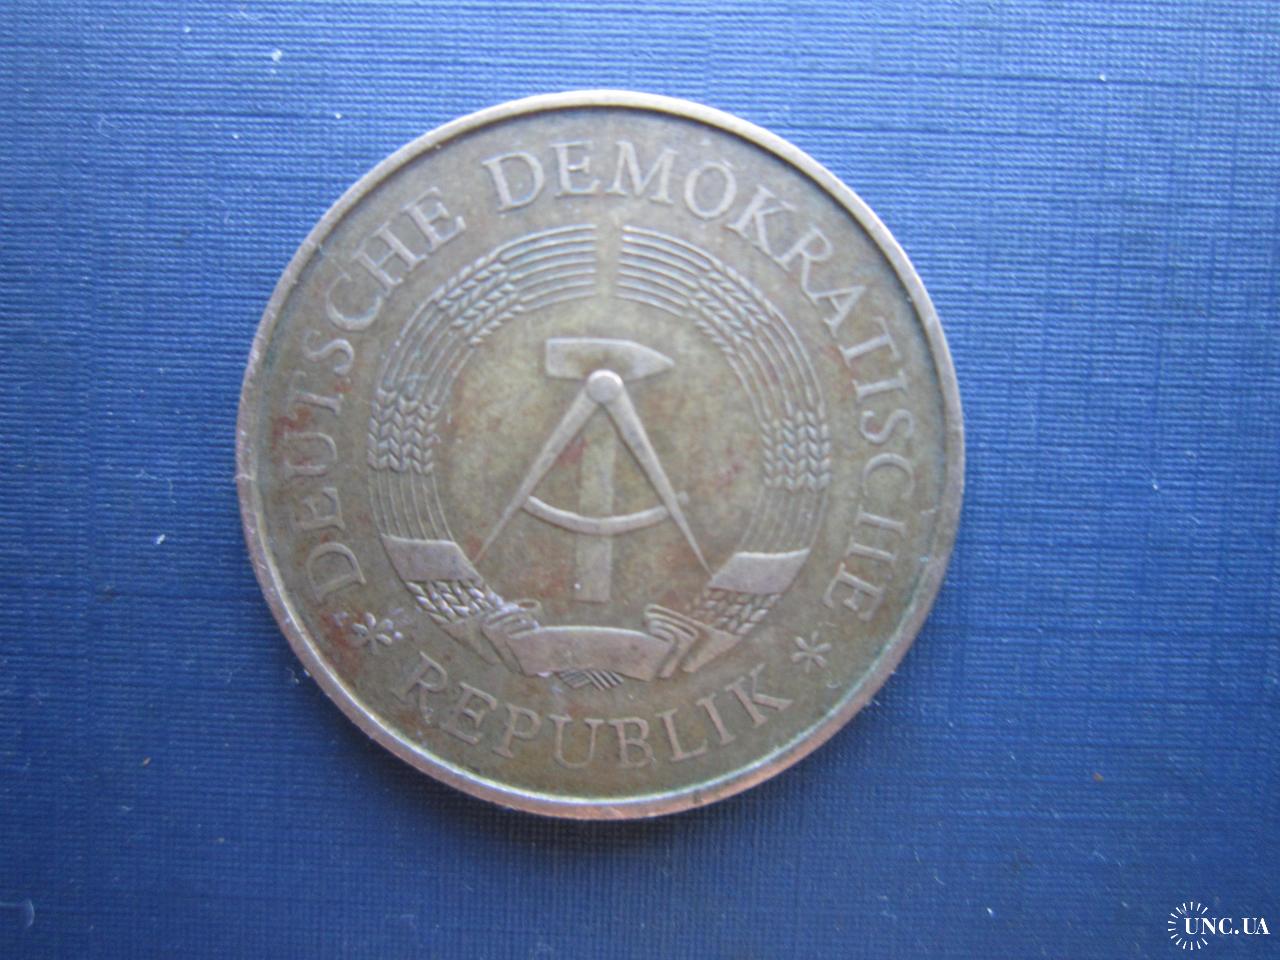 DEUTSCHE DEMOKRATISCHE
* REPUBLIK *
UNC.UA